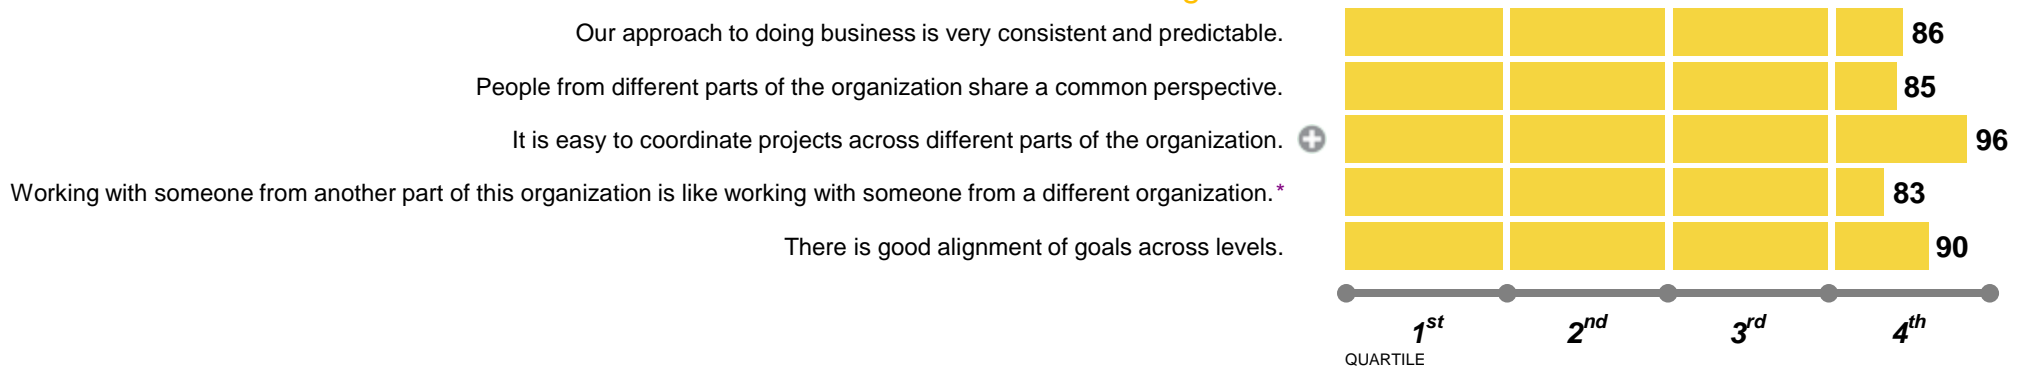 Our approach to doing business is very consistent and predictable. 86
People from different parts of the organization share a common perspective. 85
It is easy to coordinate projects across different parts of the organization. 96
Working with someone from another part of this organization is like working with someone from a different organization.* 83
There is good alignment of goals across levels. 90
1st 2nd 3rd 4th
QUARTILE